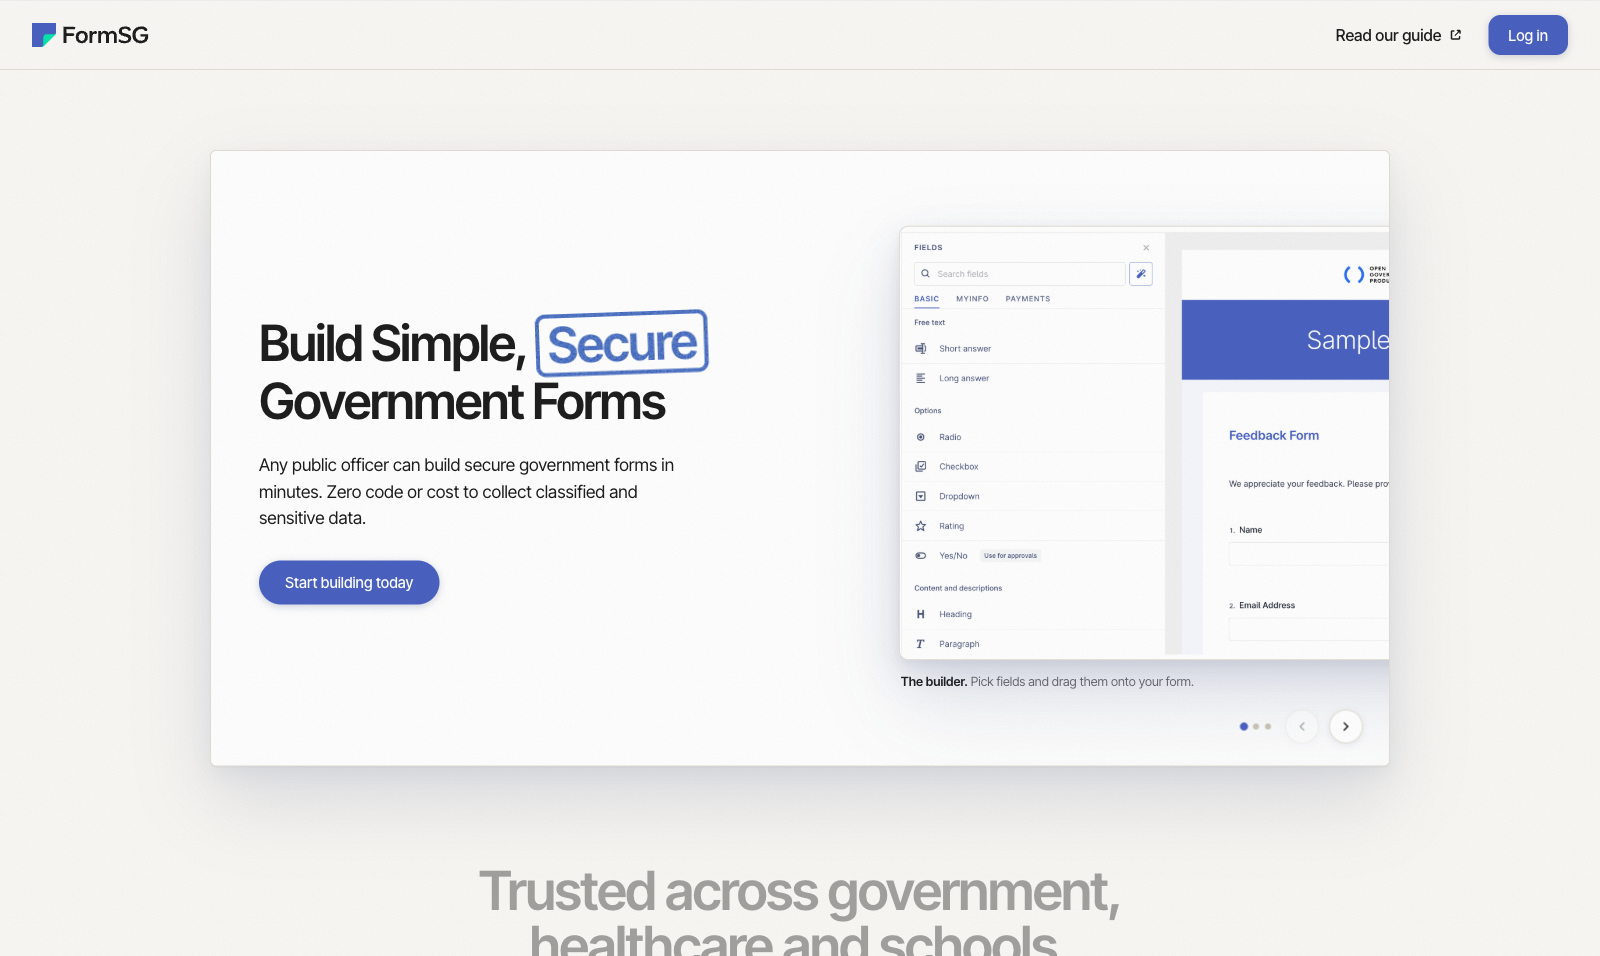 FormSG
Read our guide
Log in
Build Simple, Secure
Government Forms
Any public officer can build secure government forms in
minutes. Zero code or cost to collect classified and
sensitive data.
Start building today
FIELDS
Search fields
BASIC MYINFO PAYMENTS
Free text
Short answer
Long answer
Options
Radio
Checkbox
Dropdown
Rating
Yes/No Use for approvals
Content and descriptions
Heading
Paragraph
OPEN
GOVER
PRODU
Sample
Feedback Form
We appreciate your feedback. Please prov
1. Name
2. Email Address
The builder. Pick fields and drag them onto your form.
Trusted across government,
healthcare and schools